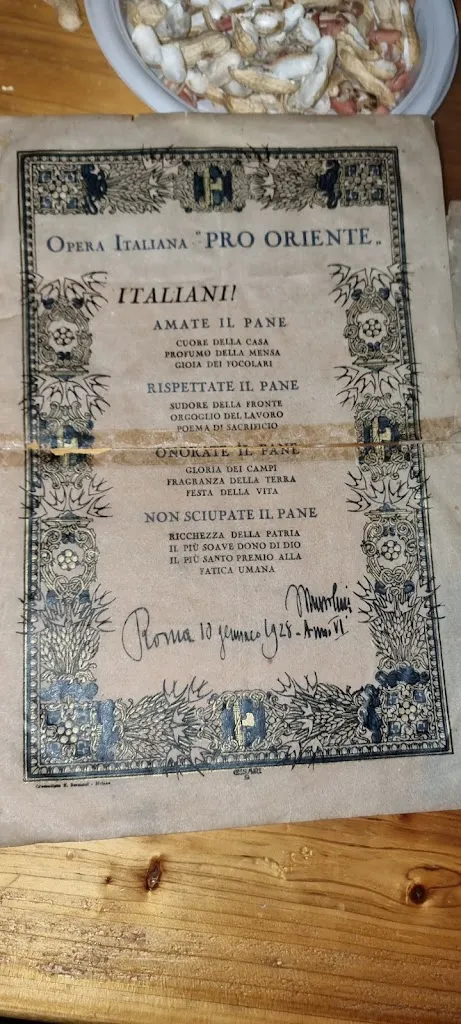 OPERA ITALIANA "PRO ORIENTE"
ITALIANI!
AMATE IL PANE
CUORE DELLA CASA
PROFUMO DELLA MENSA
GIOIA DEI FOCOLARI
RISPETTATE IL PANE
SUDORE DELLA FRONTE
ORGOGLIO DEL LAVORO
POEMA DI SACRIFICIO
ONORATE IL PANE
GLORIA DEI CAMPI
FRAGRANZA DELLA TERRA
FESTA DELLA VITA
NON SCIUPATE IL PANE
RICCHEZZA DELLA PATRIA
IL PIÙ SOAVE DONO DI DIO
IL PIÙ SANTO PREMIO ALLA
FATICA UMANA
Mussolini
Roma 10 gennaio 1928 - Anno VI
Milano